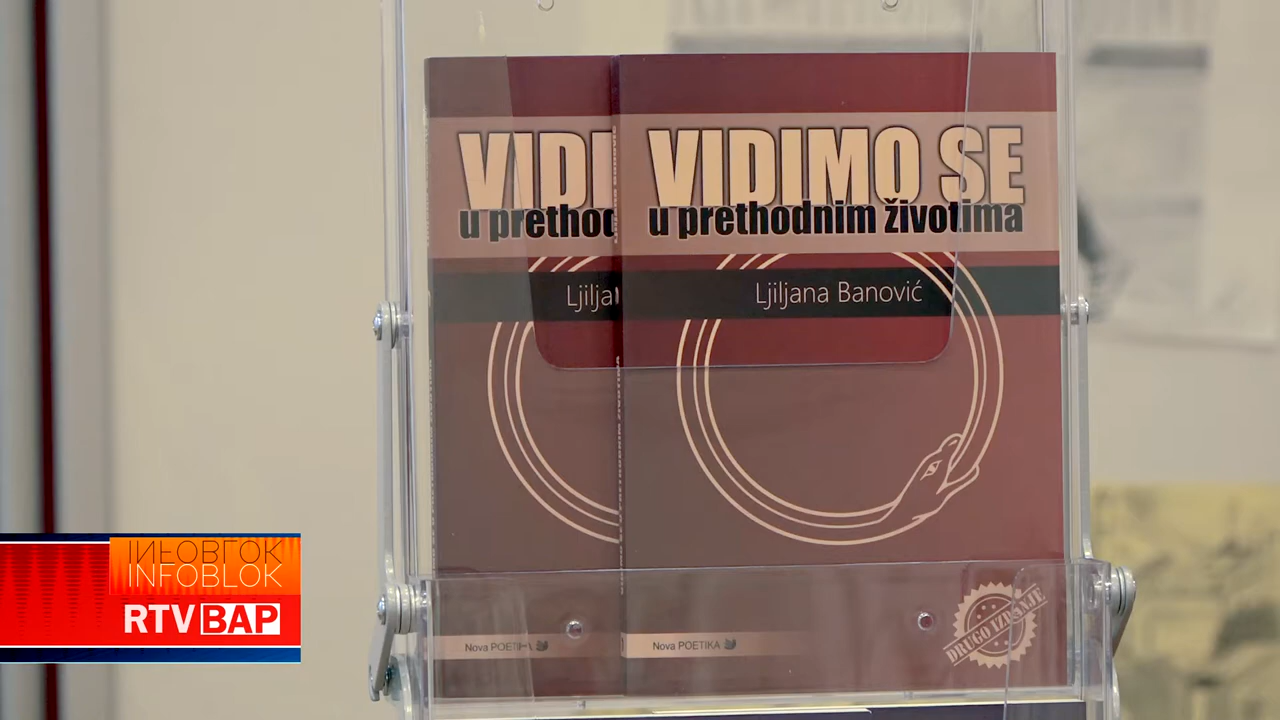 VIDI
u prethod
Ljilja
Nova POETIKA
VIDIMO SE
u prethodnim životima
Ljiljana Banović
Nova POETIKA
DRUGO IZDANJE
INFOBLOK
INFOBLOK
RTV BAP